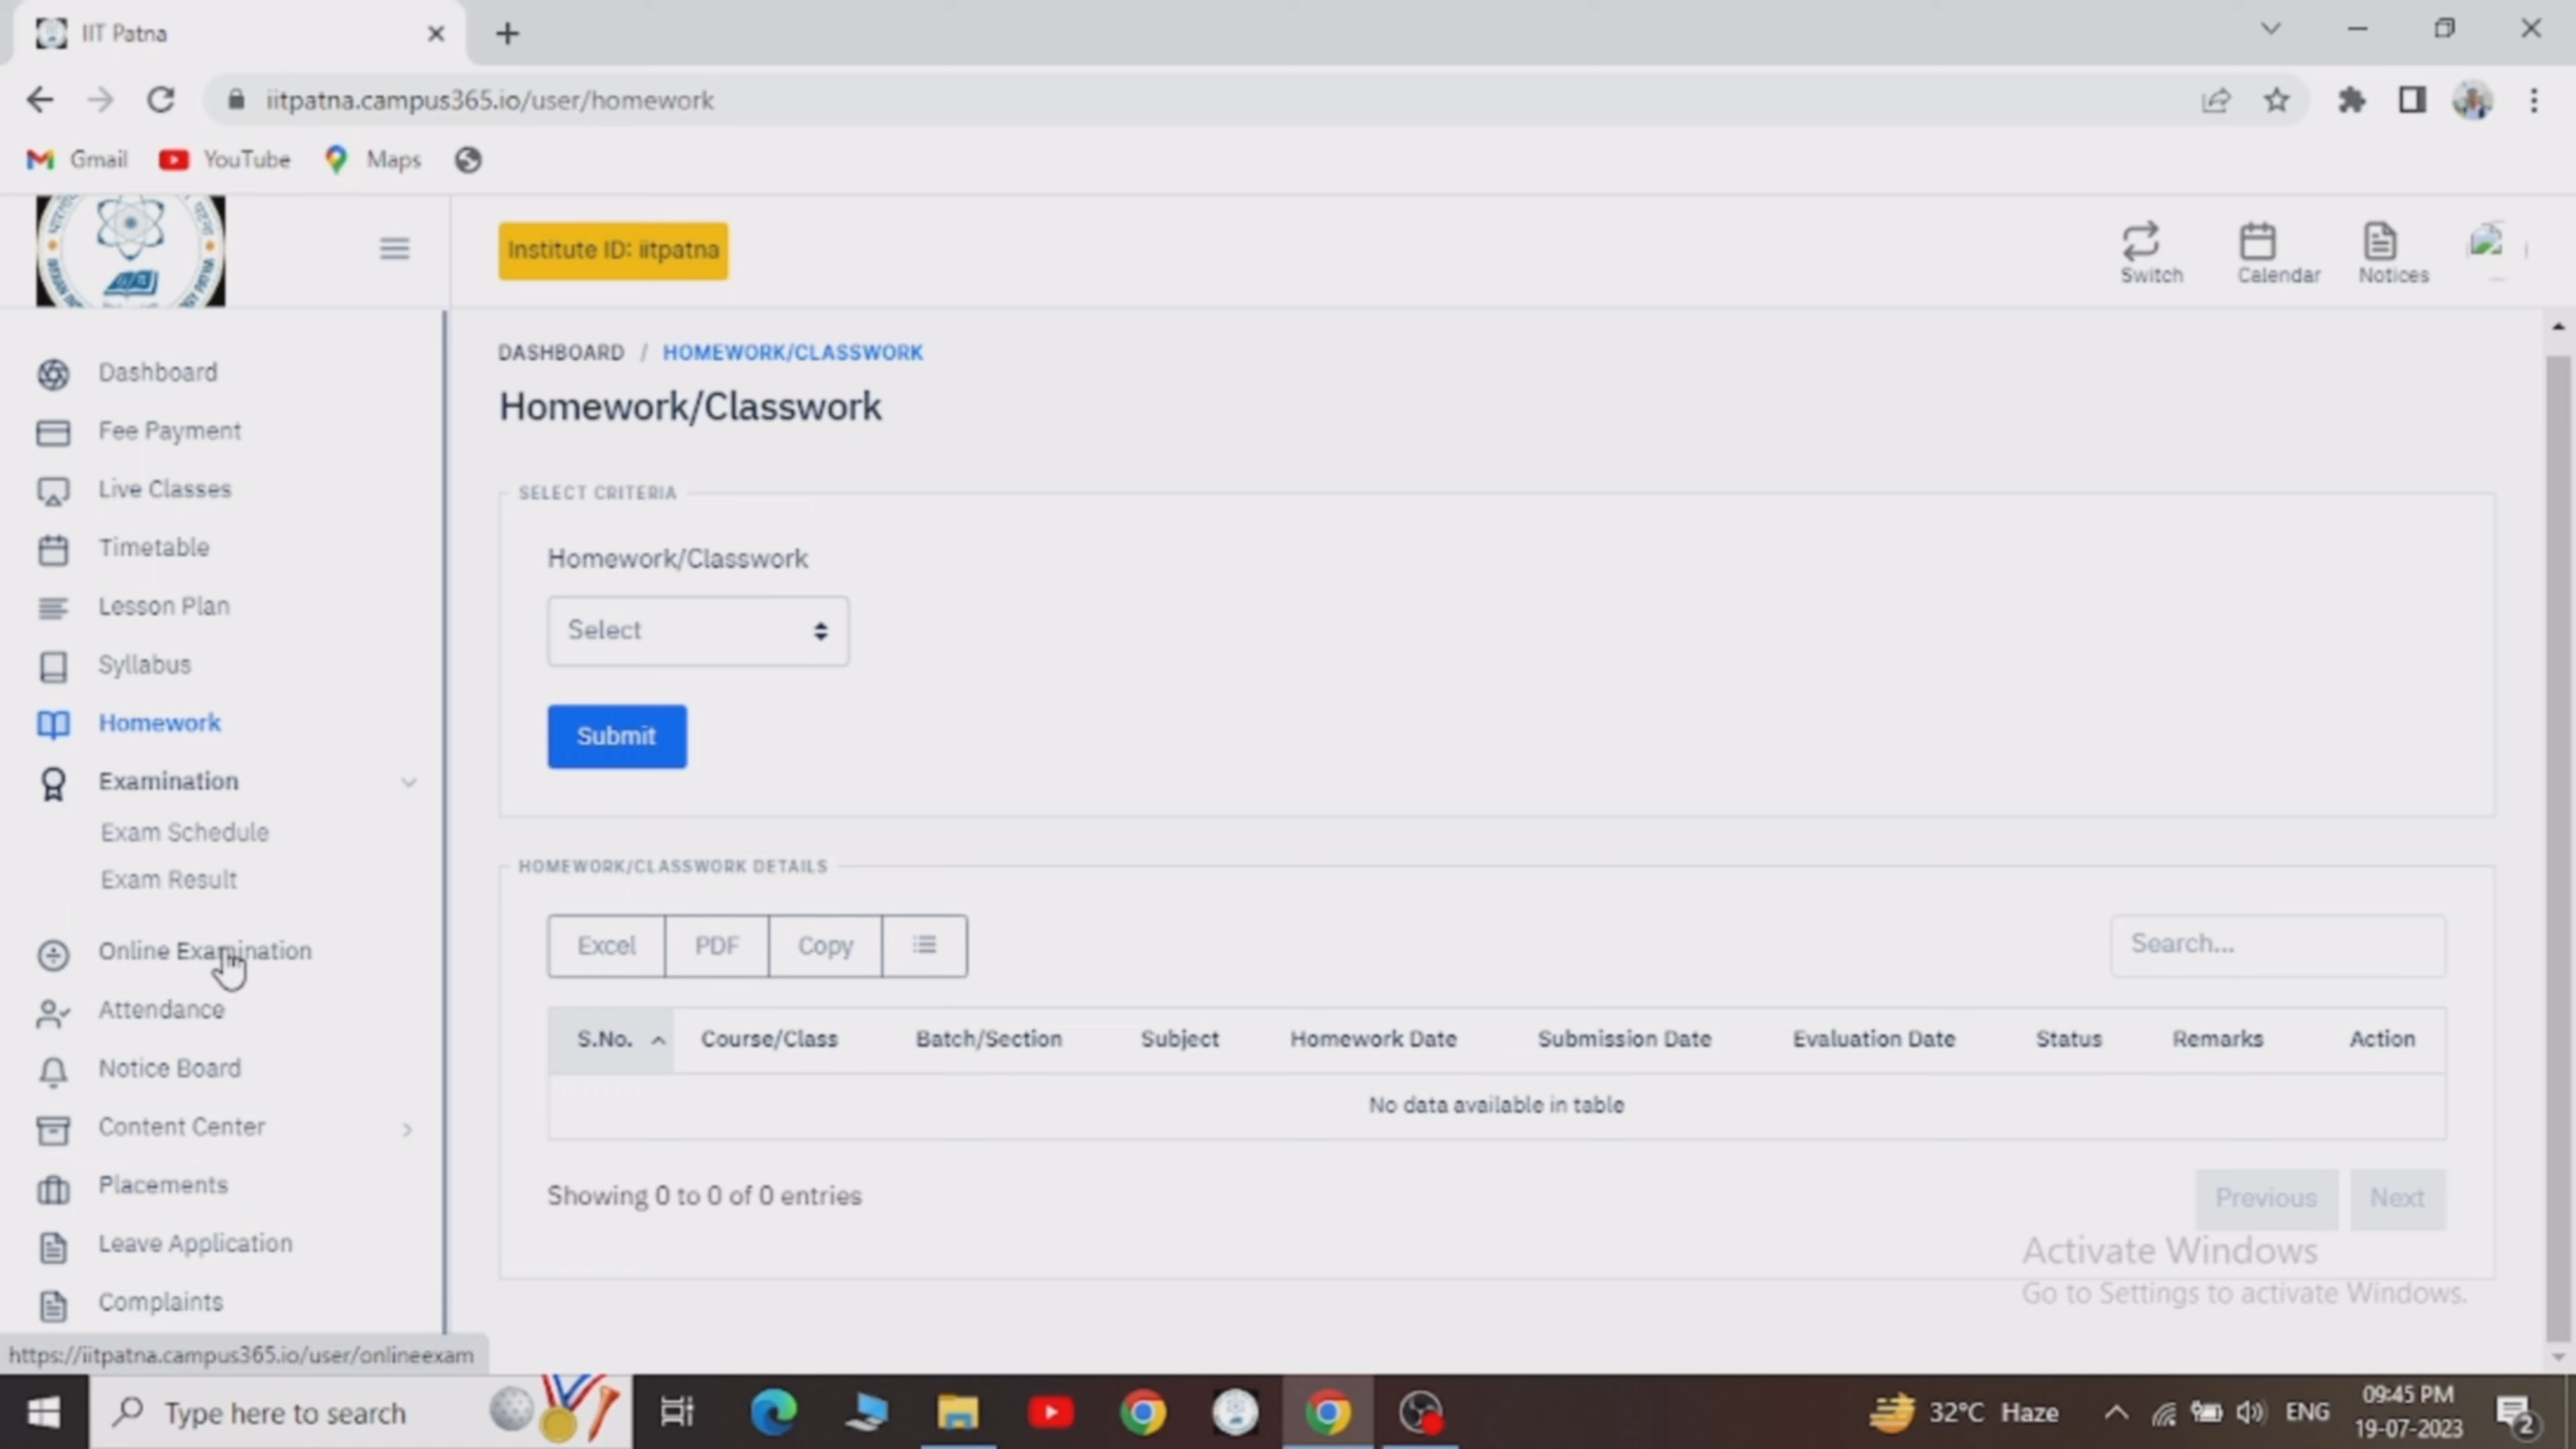 IIT Patna
iitpatna.campus365.io/user/homework
Gmail YouTube Maps
Institute ID: iitpatna
Switch Calendar Notices
Dashboard
Fee Payment
Live Classes
Timetable
Lesson Plan
Syllabus
Homework
Examination
Exam Schedule
Exam Result
Online Examination
Attendance
Notice Board
Content Center
Placements
Leave Application
Complaints
DASHBOARD / HOMEWORK/CLASSWORK
Homework/Classwork
SELECT CRITERIA
Homework/Classwork
Select
Submit
HOMEWORK/CLASSWORK DETAILS
Excel PDF Copy
Search...
S.No. Course/Class Batch/Section Subject Homework Date Submission Date Evaluation Date Status Remarks Action
No data available in table
Showing 0 to 0 of 0 entries
Previous Next
Activate Windows
Go to Settings to activate Windows.
https://iitpatna.campus365.io/user/onlineexam
Type here to search
32°C Haze
ENG
09:45 PM
19-07-2023
2